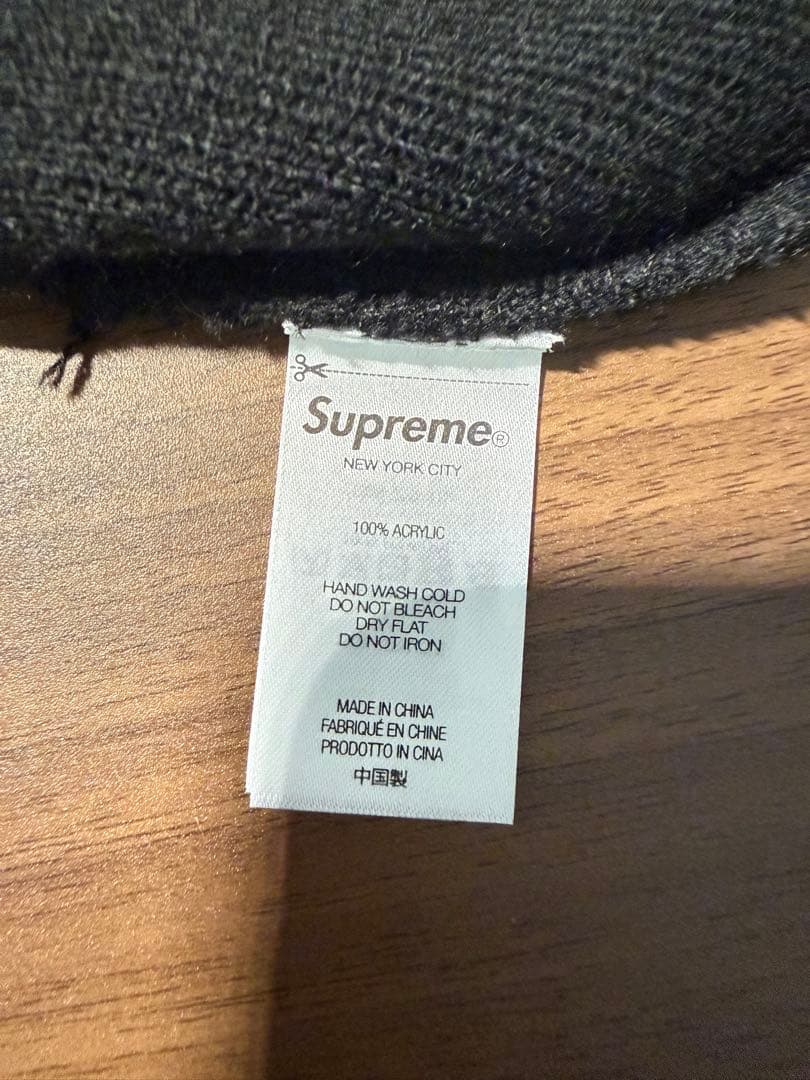 Supreme®
NEW YORK CITY
100% ACRYLIC
HAND WASH COLD
DO NOT BLEACH
DRY FLAT
DO NOT IRON
MADE IN CHINA
FABRIQUÉ EN CHINE
PRODOTTO IN CINA
中国製